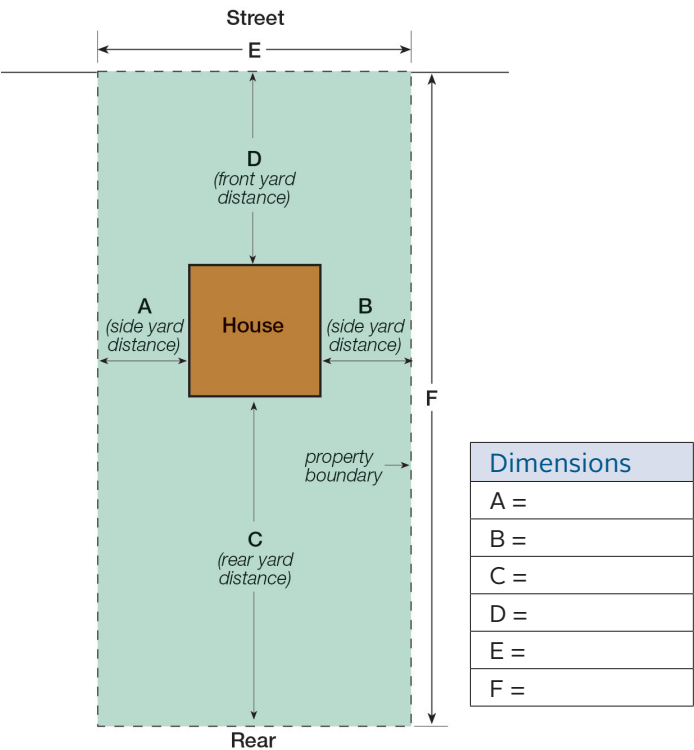 Street
E
D
(front yard
distance)
A
(side yard
distance)
House
B
(side yard
distance)
F
property
boundary
C
(rear yard
distance)
Rear
Dimensions
A =
B =
C =
D =
E =
F =